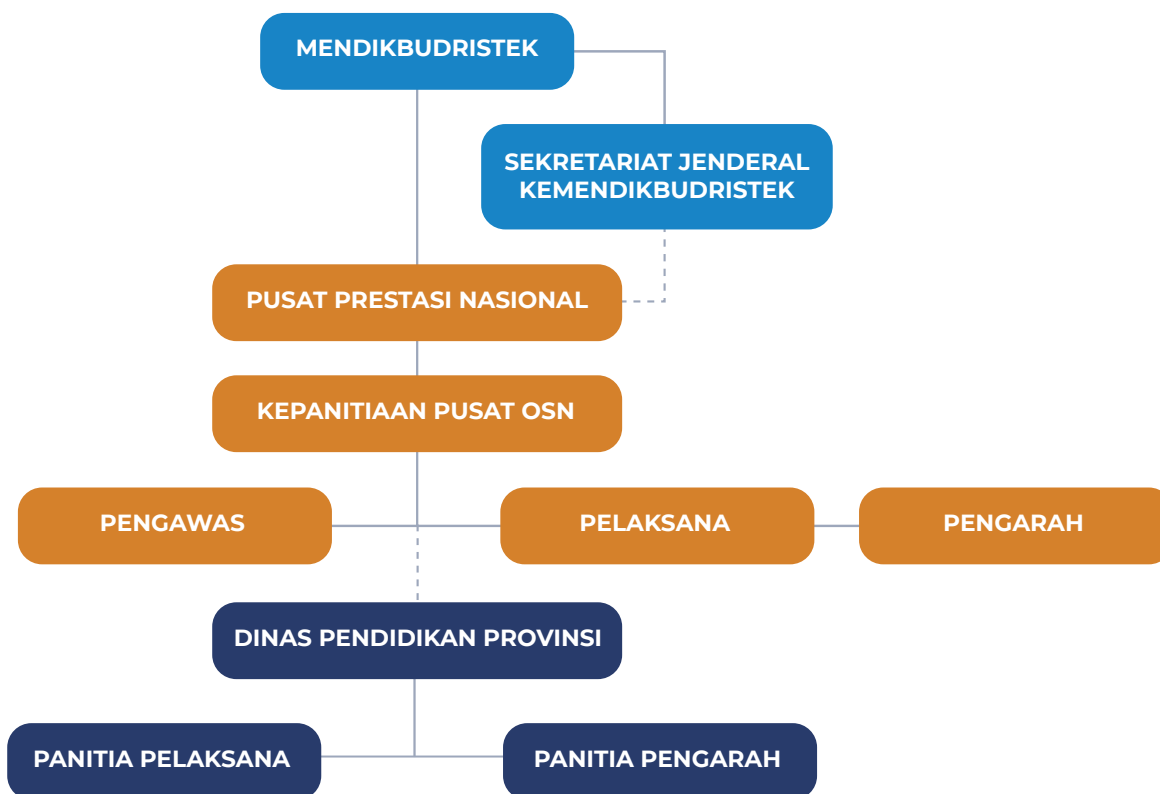 MENDIKBUDRISTEK
SEKRETARIAT JENDERAL
KEMENDIKBUDRISTEK
PUSAT PRESTASI NASIONAL
KEPANITIAAN PUSAT OSN
PENGAWAS
PELAKSANA
PENGARAH
DINAS PENDIDIKAN PROVINSI
PANITIA PELAKSANA
PANITIA PENGARAH